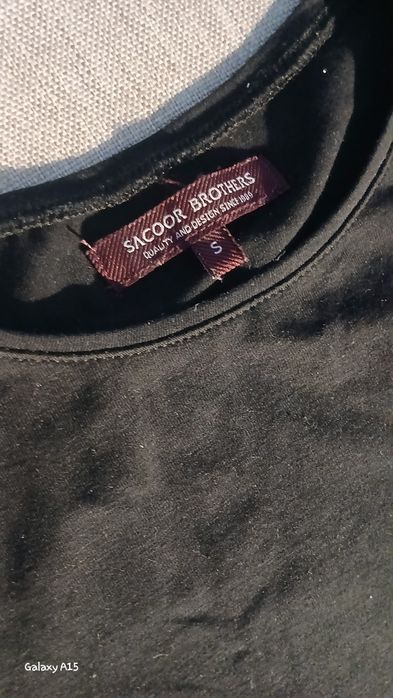 SACOOR BROTHERS
QUALITY AND DESIGN SINCE 1989
S
Galaxy A15